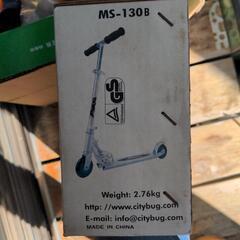 MS-130B
GS
Weight: 2.76kg
http://www.citybug.com
E-mail: info@citybug.com
MADE IN CHINA